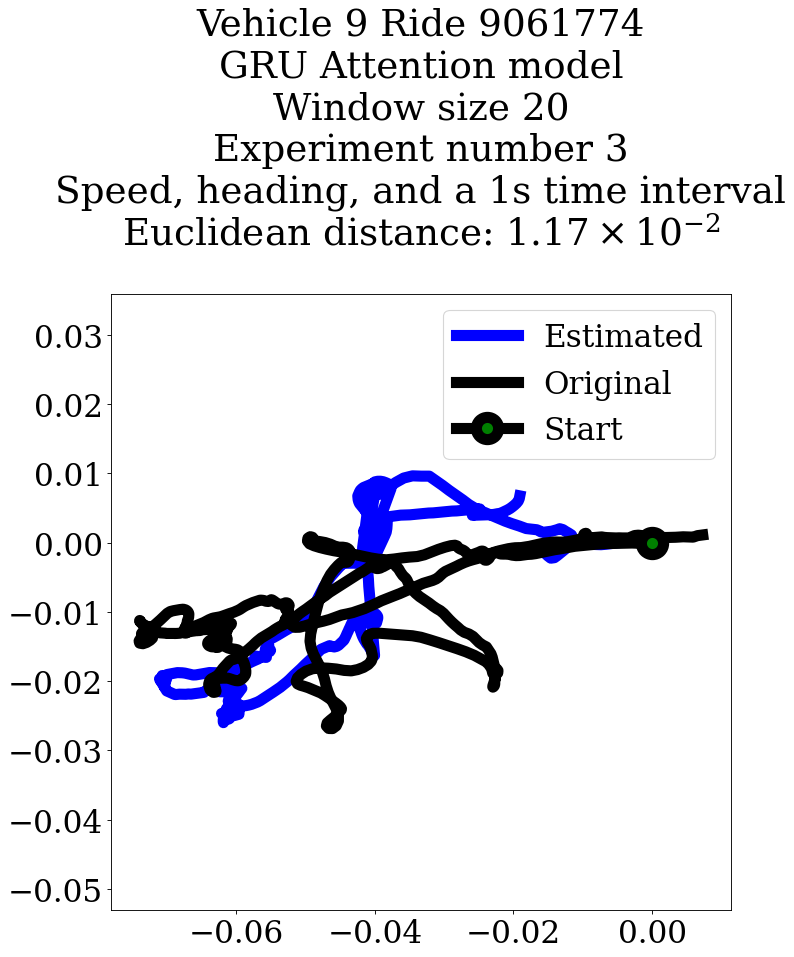 Vehicle 9 Ride 9061774
GRU Attention model
Window size 20
Experiment number 3
Speed, heading, and a 1s time interval
Euclidean distance: 1.17 × 10⁻²
Estimated
Original
Start
0.03
0.02
0.01
0.00
−0.01
−0.02
−0.03
−0.04
−0.05
−0.06 −0.04 −0.02 0.00